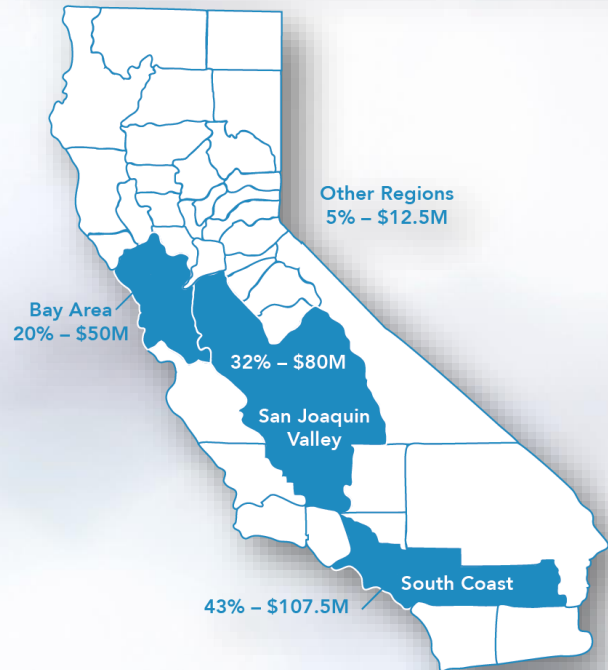 Other Regions
5% – $12.5M
Bay Area
20% – $50M
32% – $80M
San Joaquin
Valley
South Coast
43% – $107.5M